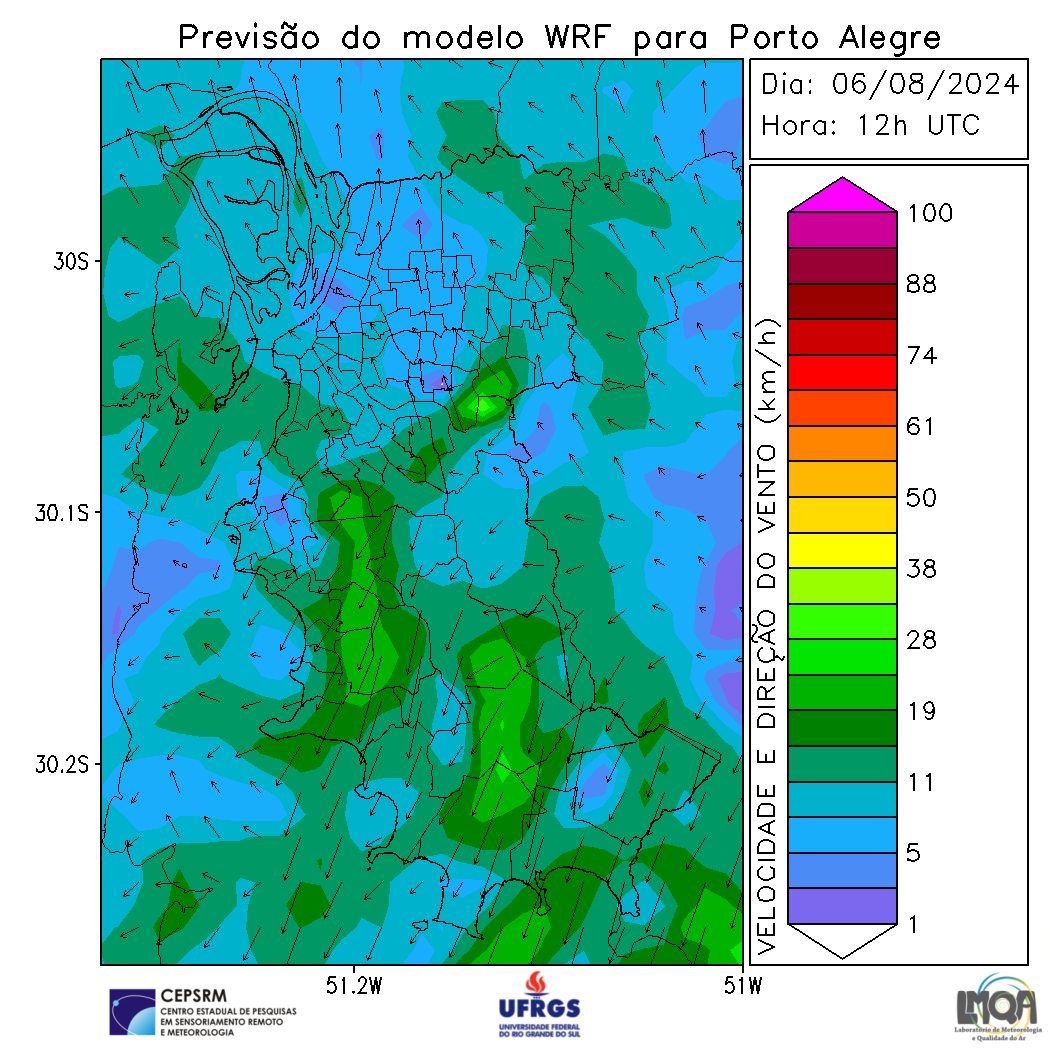 Previsão do modelo WRF para Porto Alegre
Dia: 06/08/2024
Hora: 12h UTC
30S
30.1S
30.2S
51.2W
51W
VELOCIDADE E DIREÇÃO DO VENTO (km/h)
100
88
74
61
50
38
28
19
11
5
1
CEPSRM
CENTRO ESTADUAL DE PESQUISAS
EM SENSORIAMENTO REMOTO
E METEOROLOGIA
UFRGS
UNIVERSIDADE FEDERAL
DO RIO GRANDE DO SUL
LMQA
Laboratório de Meteorologia
e Qualidade do Ar